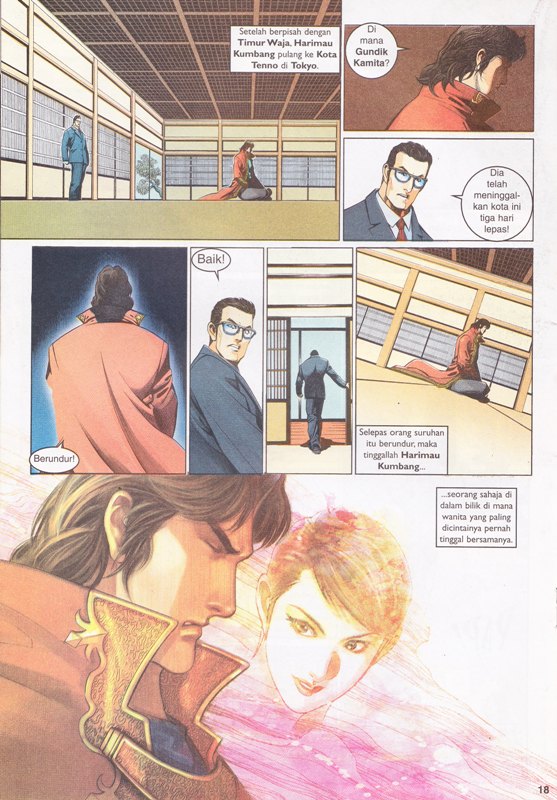 Setelah berpisah dengan
Timur Waja, Harimau
Kumbang pulang ke Kota
Tenno di Tokyo.
Di
mana
Gundik
Kamita?
Dia
telah
meninggal-
kan kota ini
tiga hari
lepas!
Berundur!
Baik!
Selepas orang suruhan
itu berundur, maka
tinggallah Harimau
Kumbang...
...seorang sahaja di
dalam bilik di mana
wanita yang paling
dicintainya pernah
tinggal bersamanya.
18